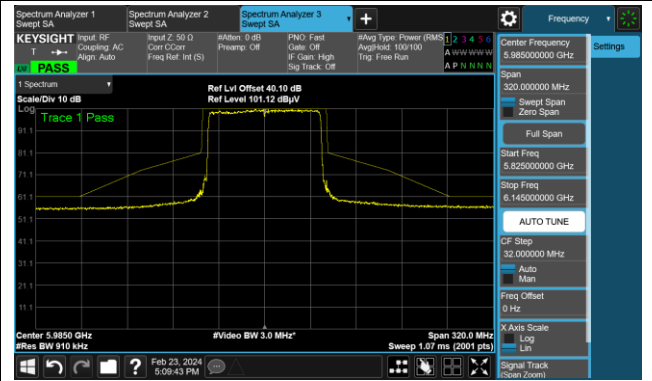 Spectrum Analyzer 1
Swept SA
Spectrum Analyzer 2
Swept SA
Spectrum Analyzer 3
Swept SA
Frequency
KEYSIGHT
Input: RF
Coupling: AC
Align: Auto
Input Z: 50 Ω
Corr CCorr
Freq Ref: Int (S)
#Atten: 0 dB
Preamp: Off
PNO: Fast
Gate: Off
IF Gain: High
Sig Track: Off
#Avg Type: Power (RMS
Avg|Hold: 100/100
Trig: Free Run
1 2 3 4 5 6
A W W W W W
A P N N N N
T
LXI
PASS
1 Spectrum
Scale/Div 10 dB
Ref Lvl Offset 40.10 dB
Ref Level 101.12 dBµV
Log
Trace 1 Pass
91.1
81.1
71.1
61.1
51.1
41.1
31.1
21.1
11.1
Center 5.9850 GHz
#Res BW 910 kHz
#Video BW 3.0 MHz*
Span 320.0 MHz
Sweep 1.07 ms (2001 pts)
Feb 23, 2024
5:09:43 PM
Center Frequency
5.985000000 GHz
Settings
Span
320.000000 MHz
Swept Span
Zero Span
Full Span
Start Freq
5.825000000 GHz
Stop Freq
6.145000000 GHz
AUTO TUNE
CF Step
32.000000 MHz
Auto
Man
Freq Offset
0 Hz
X Axis Scale
Log
Lin
Signal Track
(Span Zoom)